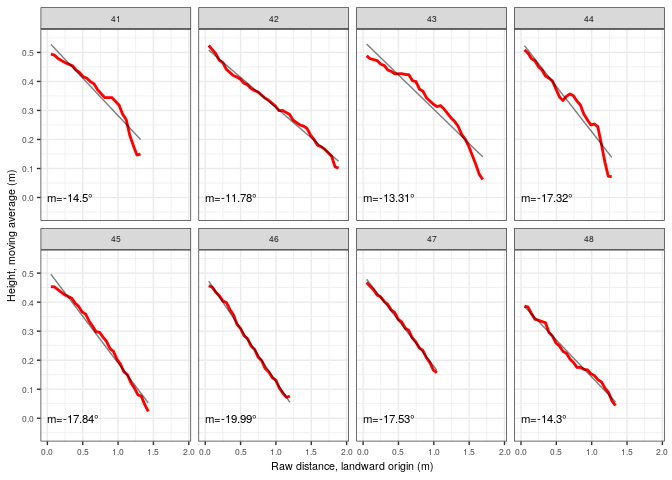 41 42 43 44
0.5
0.4
0.3
0.2
0.1
0.0
m=-14.5° m=-11.78° m=-13.31° m=-17.32°
45 46 47 48
0.5
0.4
0.3
0.2
0.1
0.0
m=-17.84° m=-19.99° m=-17.53° m=-14.3°
0.0 0.5 1.0 1.5 2.0 0.0 0.5 1.0 1.5 2.0 0.0 0.5 1.0 1.5 2.0 0.0 0.5 1.0 1.5 2.0
Raw distance, landward origin (m)
Height, moving average (m)